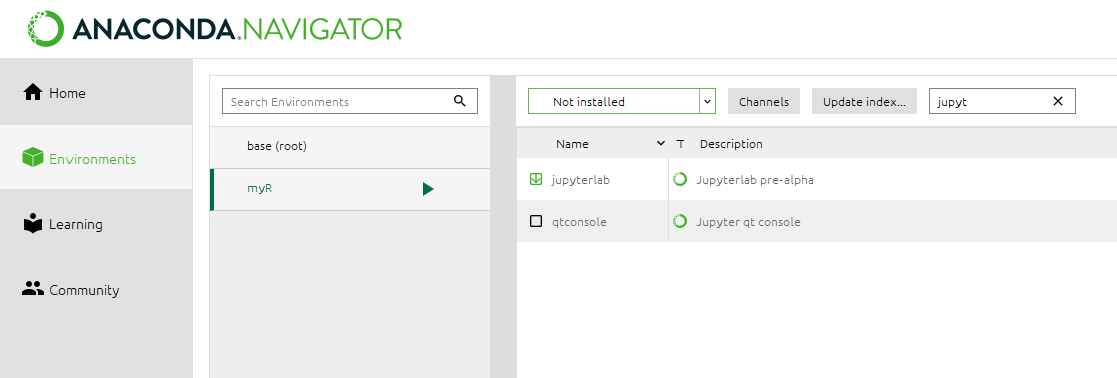 ANACONDA.NAVIGATOR
Home
Environments
Learning
Community
Search Environments
base (root)
myR
Not installed
Channels
Update index...
jupyt
Name T Description
jupyterlab Jupyterlab pre-alpha
qtconsole Jupyter qt console